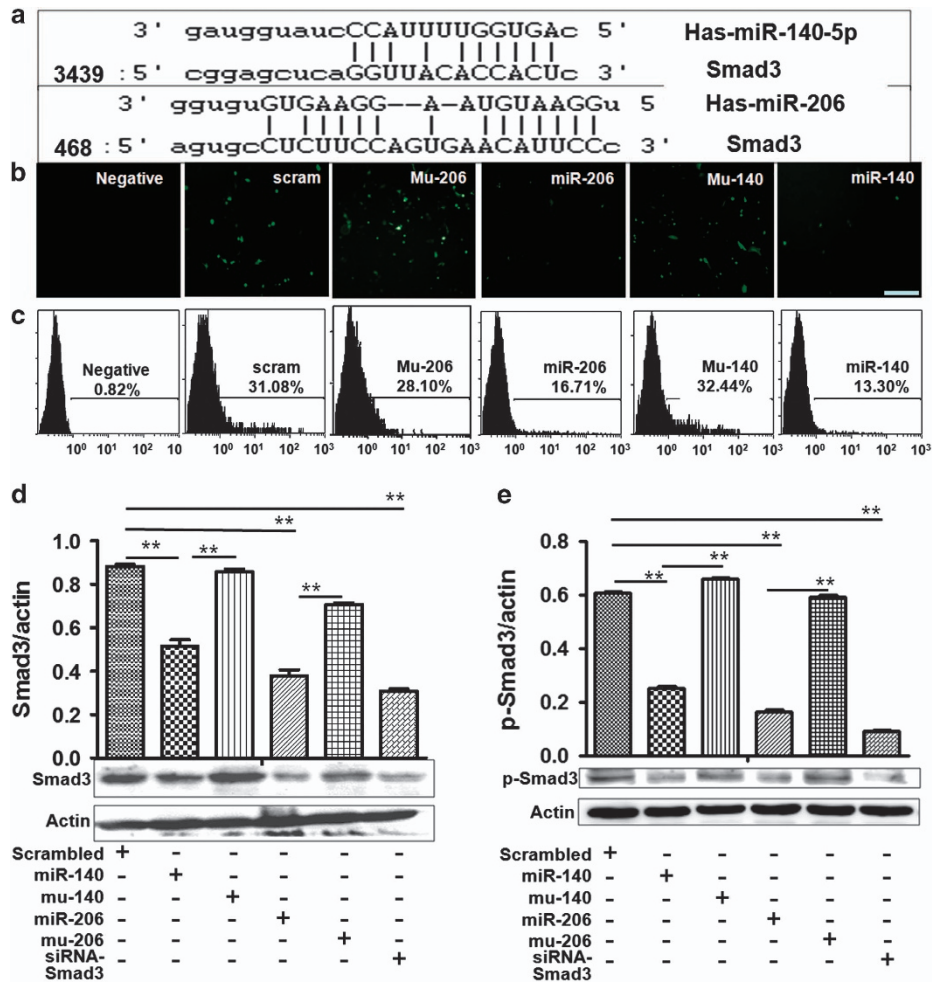 a
3' gaugguaucCCAUUUUGGUGAc 5' Has-miR-140-5p
3439 :5' cggagcucaGGUUACACCACUc 3' Smad3
3' gguguGUGAAGG--A-AUGUAAGGu 5 Has-miR-206
468 :5' agugcCUCUUCCAGUGAACAUUCCc 3' Smad3
b
Negative scram Mu-206 miR-206 Mu-140 miR-140
c
Negative scram Mu-206 miR-206 Mu-140 miR-140
0.82% 31.08% 28.10% 16.71% 32.44% 13.30%
10⁰ 10¹ 10² 10 10⁰ 10¹ 10² 10³ 10⁰ 10¹ 10² 10³ 10⁰ 10¹ 10² 10³ 10⁰ 10¹ 10² 10³ 10⁰ 10¹ 10² 10³
d
** ** ** ** **
Smad3/actin
1.0
0.8
0.6
0.4
0.2
0.0
Smad3
Actin
Scrambled + - - - - -
miR-140 - + - - - -
mu-140 - - + - - -
miR-206 - - - + - -
mu-206 - - - - + -
siRNA-Smad3 - - - - - +
e
** ** ** ** **
p-Smad3/actin
0.8
0.6
0.4
0.2
0.0
p-Smad3
Actin
Scrambled + - - - - -
miR-140 - + - - - -
mu-140 - - + - - -
miR-206 - - - + - -
mu-206 - - - - + -
siRNA-Smad3 - - - - - +